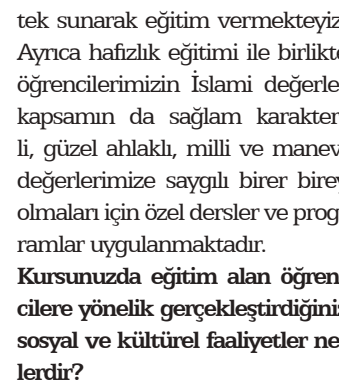 tek sunarak eğitim vermekteyiz
Ayrıca hafızlık eğitimi ile birlikte
öğrencilerimizin İslami değerle
kapsamın da sağlam karakter
li, güzel ahlaklı, milli ve manev
değerlerimize saygılı birer birey
olmaları için özel dersler ve prog
ramlar uygulanmaktadır.
Kursunuzda eğitim alan öğren
cilere yönelik gerçekleştirdiğiniz
sosyal ve kültürel faaliyetler ne
lerdir?